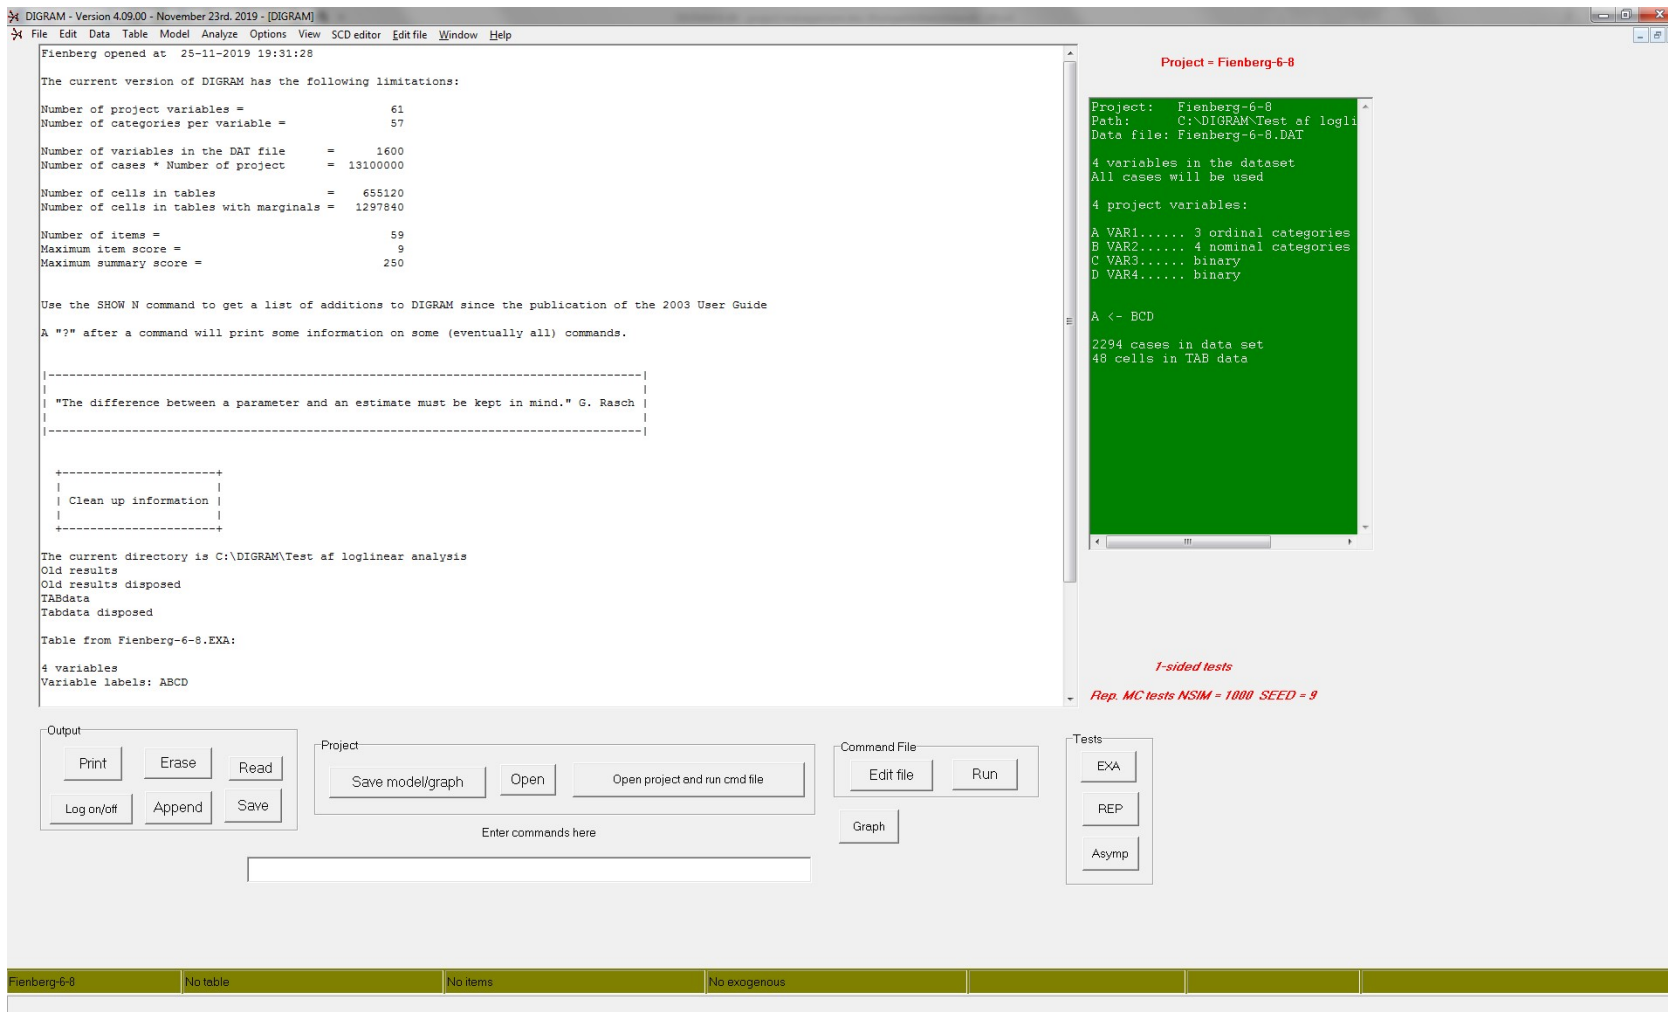 DIGRAM - Version 4.09.00 - November 23rd. 2019 - [DIGRAM]
File Edit Data Table Model Analyze Options View SCD editor Edit file Window Help
Fienberg opened at 25-11-2019 19:31:28
The current version of DIGRAM has the following limitations:
Number of project variables = 61
Number of categories per variable = 57
Number of variables in the DAT file = 1600
Number of cases * Number of project = 13100000
Number of cells in tables = 655120
Number of cells in tables with marginals = 1297840
Number of items = 59
Maximum item score = 9
Maximum summary score = 250
Use the SHOW N command to get a list of additions to DIGRAM since the publication of the 2003 User Guide
A "?" after a command will print some information on some (eventually all) commands.
"The difference between a parameter and an estimate must be kept in mind." G. Rasch
Clean up information
The current directory is C:\DIGRAM\Test af loglinear analysis
Old results
Old results disposed
TABdata
Tabdata disposed
Table from Fienberg-6-8.EXA:
4 variables
Variable labels: ABCD
Project = Fienberg-6-8
Project: Fienberg-6-8
Path: C:\DIGRAM\Test af logli
Data file: Fienberg-6-8.DAT
4 variables in the dataset
All cases will be used
4 project variables:
A VAR1...... 3 ordinal categories
B VAR2...... 4 nominal categories
C VAR3...... binary
D VAR4...... binary
A <- BCD
2294 cases in data set
48 cells in TAB data
1-sided tests
Rep. MC tests NSIM = 1000 SEED = 9
Output
Print Erase Read
Log on/off Append Save
Project
Save model/graph Open Open project and run cmd file
Command File
Edit file Run
Graph
Tests
EXA
REP
Asymp
Enter commands here
Fienberg-6-8 No table No items No exogenous